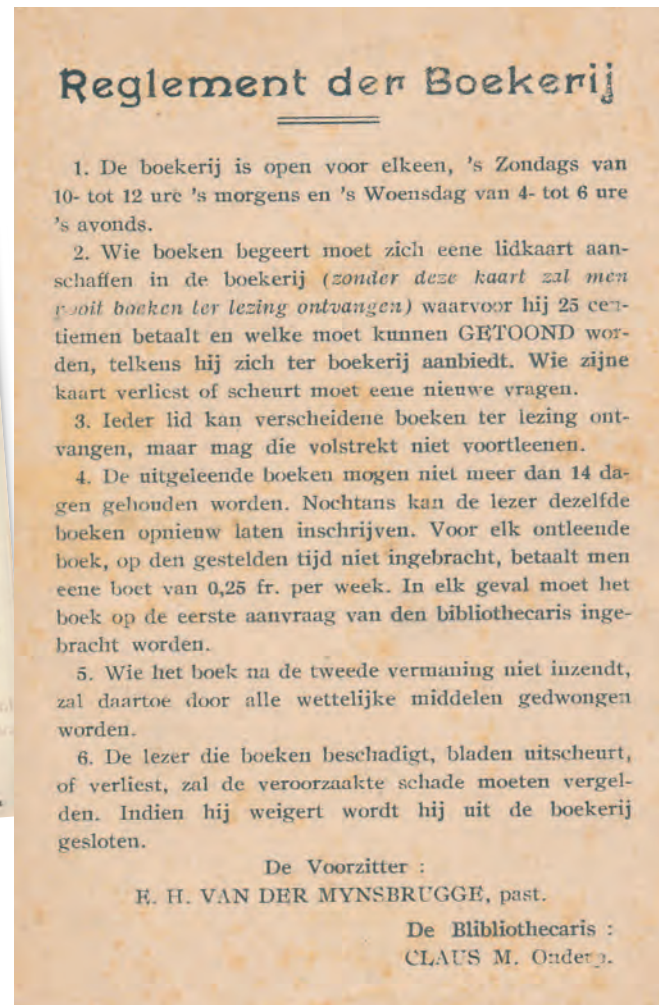 Reglement der Boekerij
1. De boekerij is open voor elkeen, 's Zondags van
10- tot 12 ure 's morgens en 's Woensdag van 4- tot 6 ure
's avonds.
2. Wie boeken begeert moet zich eene lidkaart aan-
schaffen in de boekerij (zonder deze kaart zal men
nooit boeken ter lezing ontvangen) waarvoor hij 25 cen-
tiemen betaalt en welke moet kunnen GETOOND wor-
den, telkens hij zich ter boekerij aanbiedt. Wie zijne
kaart verliest of scheurt moet eene nieuwe vragen.
3. Ieder lid kan verscheidene boeken ter lezing ont-
vangen, maar mag die volstrekt niet voortleenen.
4. De uitgeleende boeken mogen niet meer dan 14 da-
gen gehouden worden. Nochtans kan de lezer dezelfde
boeken opnieuw laten inschrijven. Voor elk ontleende
boek, op den gestelden tijd niet ingebracht, betaalt men
eene boet van 0,25 fr. per week. In elk geval moet het
boek op de eerste aanvraag van den bibliothecaris inge-
bracht worden.
5. Wie het boek na de tweede vermaning niet inzendt,
zal daartoe door alle wettelijke middelen gedwongen
worden.
6. De lezer die boeken beschadigt, bladen uitscheurt,
of verliest, zal de veroorzaakte schade moeten vergel-
den. Indien hij weigert wordt hij uit de boekerij
gesloten.
De Voorzitter :
E. H. VAN DER MYNSBRUGGE, past.
De Blibliothecaris :
CLAUS M.